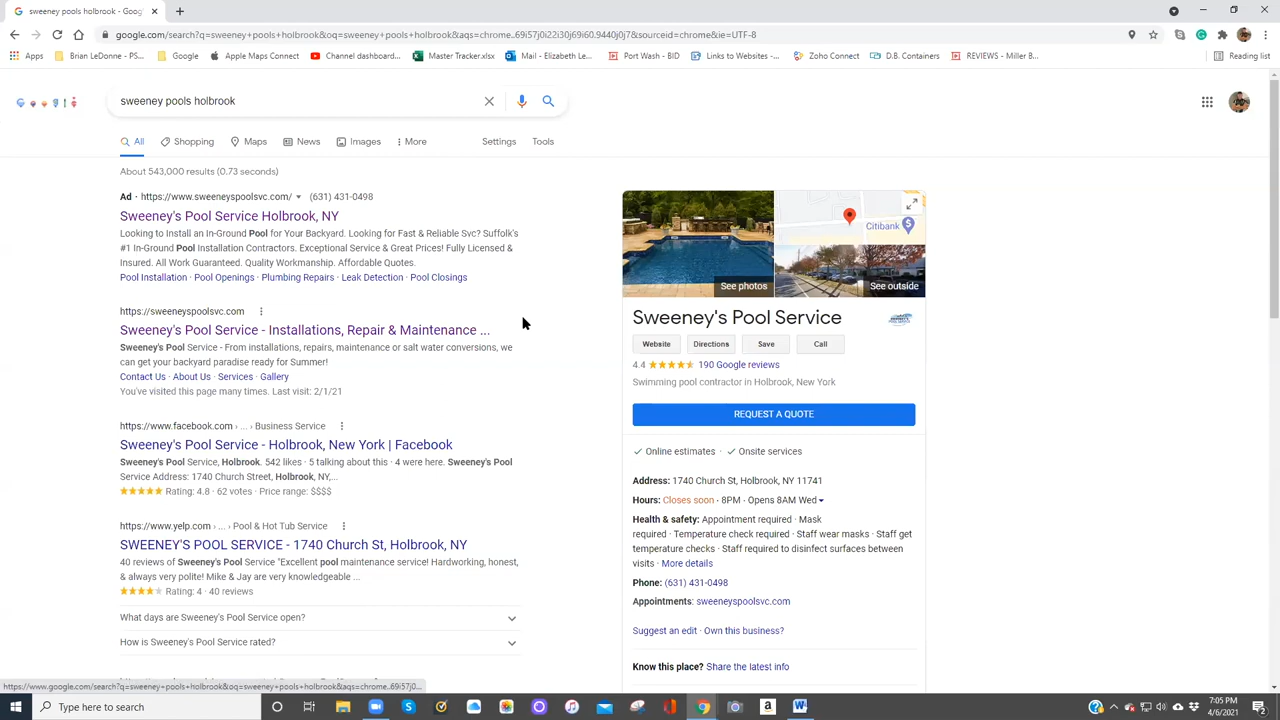 sweeney pools holbrook - Googl
google.com/search?q=sweeney+pools+holbrook&oq=sweeney+pools+holbrook&aqs=chrome..69i57j0i22i30j69i60.9440j0j7&sourceid=chrome&ie=UTF-8
Apps
Brian LeDonne - PS...
Google
Apple Maps Connect
Channel dashboard...
Master Tracker.xlsx
Mail - Elizabeth Le...
Port Wash - BID
Links to Websites -...
Zoho Connect
D.B. Containers
REVIEWS - Miller B...
Reading list
sweeney pools holbrook
All
Shopping
Maps
News
Images
More
Settings
Tools
About 543,000 results (0.73 seconds)
Ad · https://www.sweeneyspoolsvc.com/ (631) 431-0498
Sweeney's Pool Service Holbrook, NY
Looking to Install an In-Ground Pool for Your Backyard. Looking for Fast & Reliable Svc? Suffolk's
#1 In-Ground Pool Installation Contractors. Exceptional Service & Great Prices! Fully Licensed &
Insured. All Work Guaranteed. Quality Workmanship. Affordable Quotes.
Pool Installation · Pool Openings · Plumbing Repairs · Leak Detection · Pool Closings
https://sweeneyspoolsvc.com
Sweeney's Pool Service - Installations, Repair & Maintenance ...
Sweeney's Pool Service - From installations, repairs, maintenance or salt water conversions, we
can get your backyard paradise ready for Summer!
Contact Us · About Us · Services · Gallery
You've visited this page many times. Last visit: 2/1/21
https://www.facebook.com › ... › Business Service
Sweeney's Pool Service - Holbrook, New York | Facebook
Sweeney's Pool Service, Holbrook. 542 likes · 5 talking about this · 4 were here. Sweeney's Pool
Service Address: 1740 Church Street, Holbrook, NY,...
Rating: 4.8 · 62 votes · Price range: $$$$
https://www.yelp.com › ... › Pool & Hot Tub Service
SWEENEY'S POOL SERVICE - 1740 Church St, Holbrook, NY
40 reviews of Sweeney's Pool Service "Excellent pool maintenance service! Hardworking, honest,
& always very polite! Mike & Jay are very knowledgeable ...
Rating: 4 · 40 reviews
What days are Sweeney's Pool Service open?
How is Sweeney's Pool Service rated?
Citibank
See photos
See outside
Sweeney's Pool Service
Website
Directions
Save
Call
4.4
190 Google reviews
Swimming pool contractor in Holbrook, New York
REQUEST A QUOTE
Online estimates · Onsite services
Address: 1740 Church St, Holbrook, NY 11741
Hours: Closes soon · 8PM · Opens 8AM Wed
Health & safety: Appointment required · Mask
required · Temperature check required · Staff wear masks · Staff get
temperature checks · Staff required to disinfect surfaces between
visits · More details
Phone: (631) 431-0498
Appointments: sweeneyspoolsvc.com
Suggest an edit · Own this business?
Know this place? Share the latest info
https://www.google.com/search?q=sweeney+pools+holbrook&oq=sweeney+pools+holbrook&aqs=chrome..69i57j0...
Type here to search
7:05 PM
4/6/2021